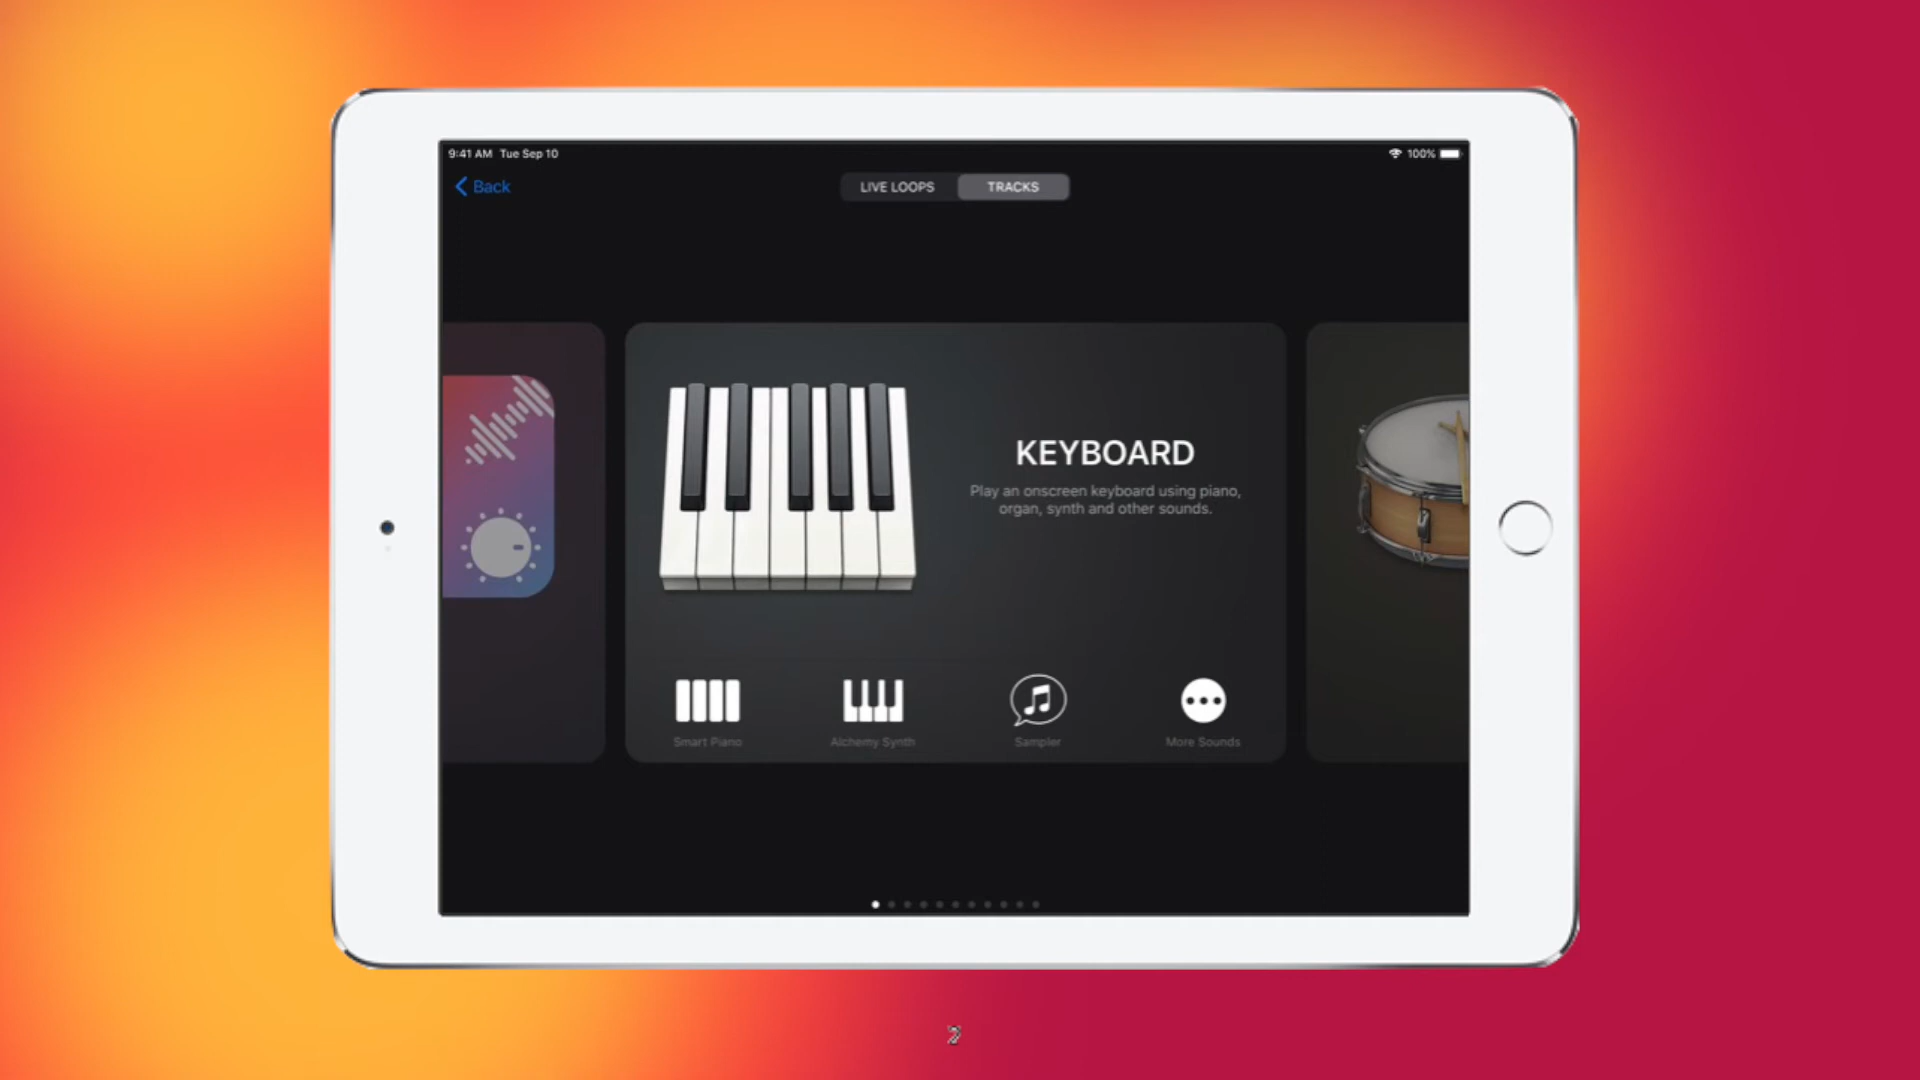 9:41 AM Tue Sep 10
100%
Back
LIVE LOOPS
TRACKS
KEYBOARD
Play an onscreen keyboard using piano,
organ, synth and other sounds.
Smart Piano
Alchemy Synth
Sampler
More Sounds